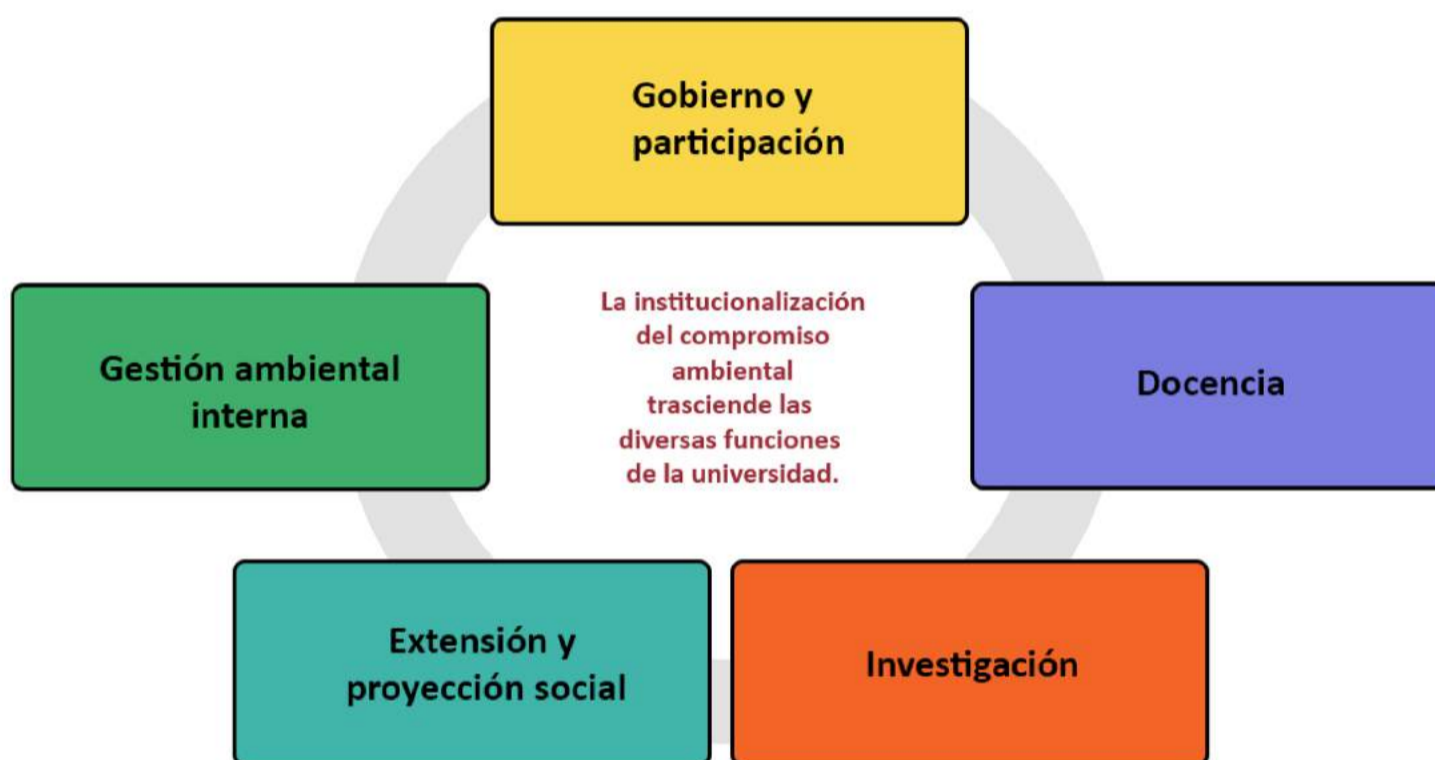 Gobierno y
participación
Gestión ambiental
interna
La institucionalización
del compromiso
ambiental
trasciende las
diversas funciones
de la universidad.
Docencia
Extensión y
proyección social
Investigación